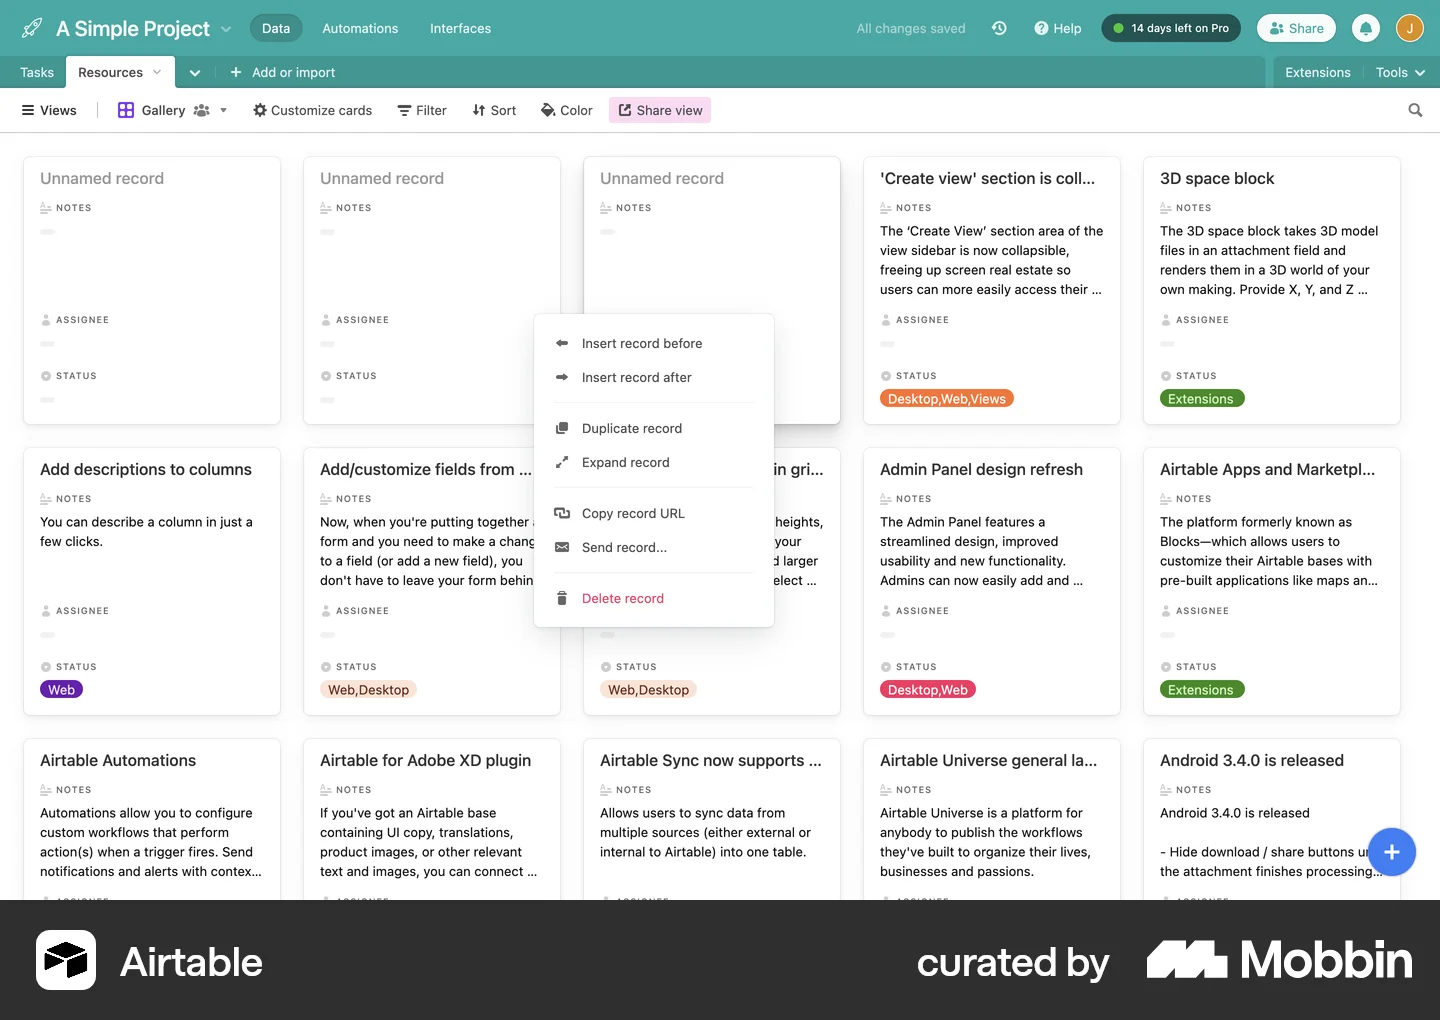 A Simple Project
Data
Automations
Interfaces
All changes saved
Help
14 days left on Pro
Share
J
Tasks
Resources
Add or import
Extensions
Tools
Views
Gallery
Customize cards
Filter
Sort
Color
Share view
Unnamed record
NOTES
ASSIGNEE
STATUS
Unnamed record
NOTES
ASSIGNEE
STATUS
Unnamed record
NOTES
'Create view' section is coll...
NOTES
The ‘Create View’ section area of the
view sidebar is now collapsible,
freeing up screen real estate so
users can more easily access their ...
ASSIGNEE
STATUS
Desktop,Web,Views
3D space block
NOTES
The 3D space block takes 3D model
files in an attachment field and
renders them in a 3D world of your
own making. Provide X, Y, and Z ...
ASSIGNEE
STATUS
Extensions
Insert record before
Insert record after
Duplicate record
Expand record
Copy record URL
Send record...
Delete record
Add descriptions to columns
NOTES
You can describe a column in just a
few clicks.
ASSIGNEE
STATUS
Web
Add/customize fields from ...
NOTES
Now, when you're putting together
form and you need to make a chang
to a field (or add a new field), you
don't have to leave your form behin
ASSIGNEE
STATUS
Web,Desktop
in gri...
heights,
your
d larger
elect ...
STATUS
Web,Desktop
Admin Panel design refresh
NOTES
The Admin Panel features a
streamlined design, improved
usability and new functionality.
Admins can now easily add and ...
ASSIGNEE
STATUS
Desktop,Web
Airtable Apps and Marketpl...
NOTES
The platform formerly known as
Blocks—which allows users to
customize their Airtable bases with
pre-built applications like maps an...
ASSIGNEE
STATUS
Extensions
Airtable Automations
NOTES
Automations allow you to configure
custom workflows that perform
action(s) when a trigger fires. Send
notifications and alerts with contex...
Airtable for Adobe XD plugin
NOTES
If you've got an Airtable base
containing UI copy, translations,
product images, or other relevant
text and images, you can connect ...
Airtable Sync now supports ...
NOTES
Allows users to sync data from
multiple sources (either external or
internal to Airtable) into one table.
Airtable Universe general la...
NOTES
Airtable Universe is a platform for
anybody to publish the workflows
they've built to organize their lives,
businesses and passions.
Android 3.4.0 is released
NOTES
Android 3.4.0 is released
- Hide download / share buttons un
the attachment finishes processing...
Airtable
curated by
Mobbin